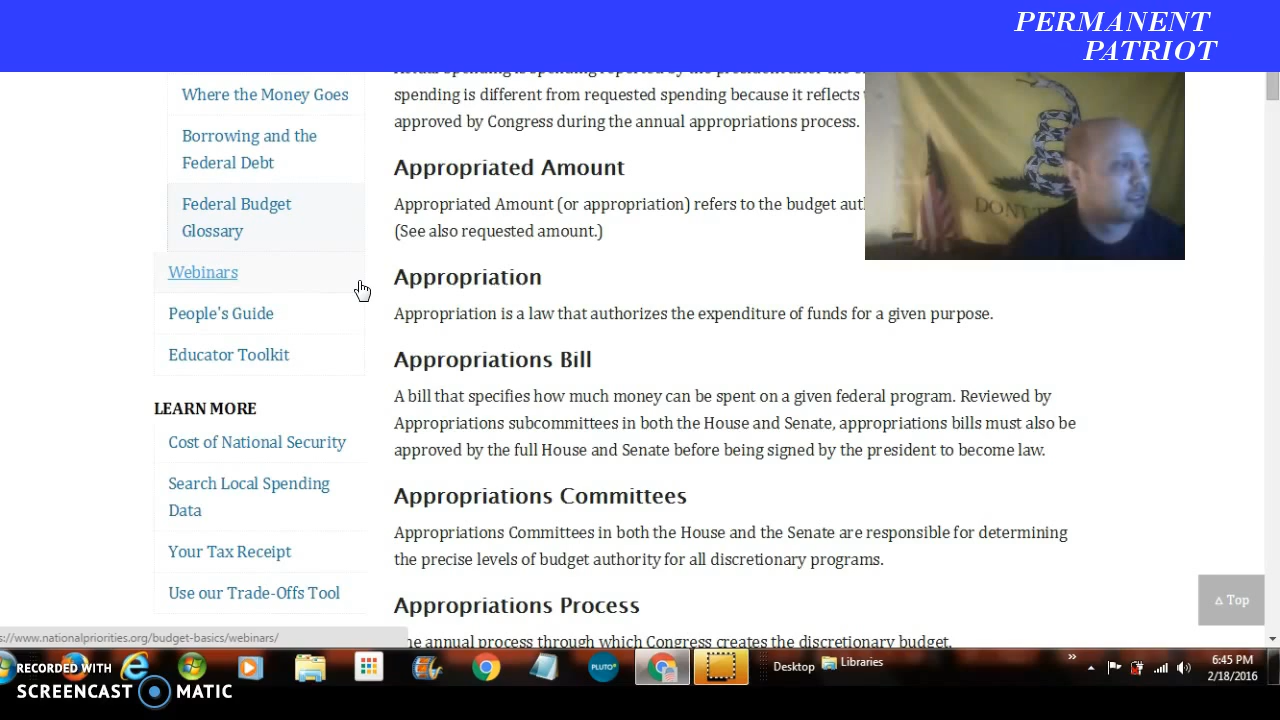 PERMANENT
PATRIOT
Where the Money Goes
Borrowing and the
Federal Debt
Federal Budget
Glossary
Webinars
People's Guide
Educator Toolkit
LEARN MORE
Cost of National Security
Search Local Spending
Data
Your Tax Receipt
Use our Trade-Offs Tool
spending is different from requested spending because it reflects
approved by Congress during the annual appropriations process.
Appropriated Amount
Appropriated Amount (or appropriation) refers to the budget
(See also requested amount.)
Appropriation
Appropriation is a law that authorizes the expenditure of funds for a given purpose.
Appropriations Bill
A bill that specifies how much money can be spent on a given federal program. Reviewed by
Appropriations subcommittees in both the House and Senate, appropriations bills must also be
approved by the full House and Senate before being signed by the president to become law.
Appropriations Committees
Appropriations Committees in both the House and the Senate are responsible for determining
the precise levels of budget authority for all discretionary programs.
Appropriations Process
annual process through which Congress creates the discretionary budget.
DON'T
Top
s://www.nationalpriorities.org/budget-basics/webinars/
RECORDED WITH
SCREENCAST MATIC
PLUTO
Desktop
Libraries
6:45 PM
2/18/2016